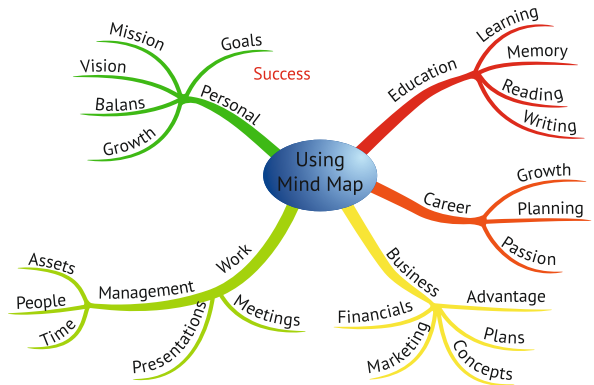 Using
Mind Map
Personal
Mission
Vision
Balans
Growth
Goals
Success
Education
Learning
Memory
Reading
Writing
Career
Growth
Planning
Passion
Business
Advantage
Plans
Concepts
Marketing
Financials
Work
Meetings
Presentations
Management
Assets
People
Time